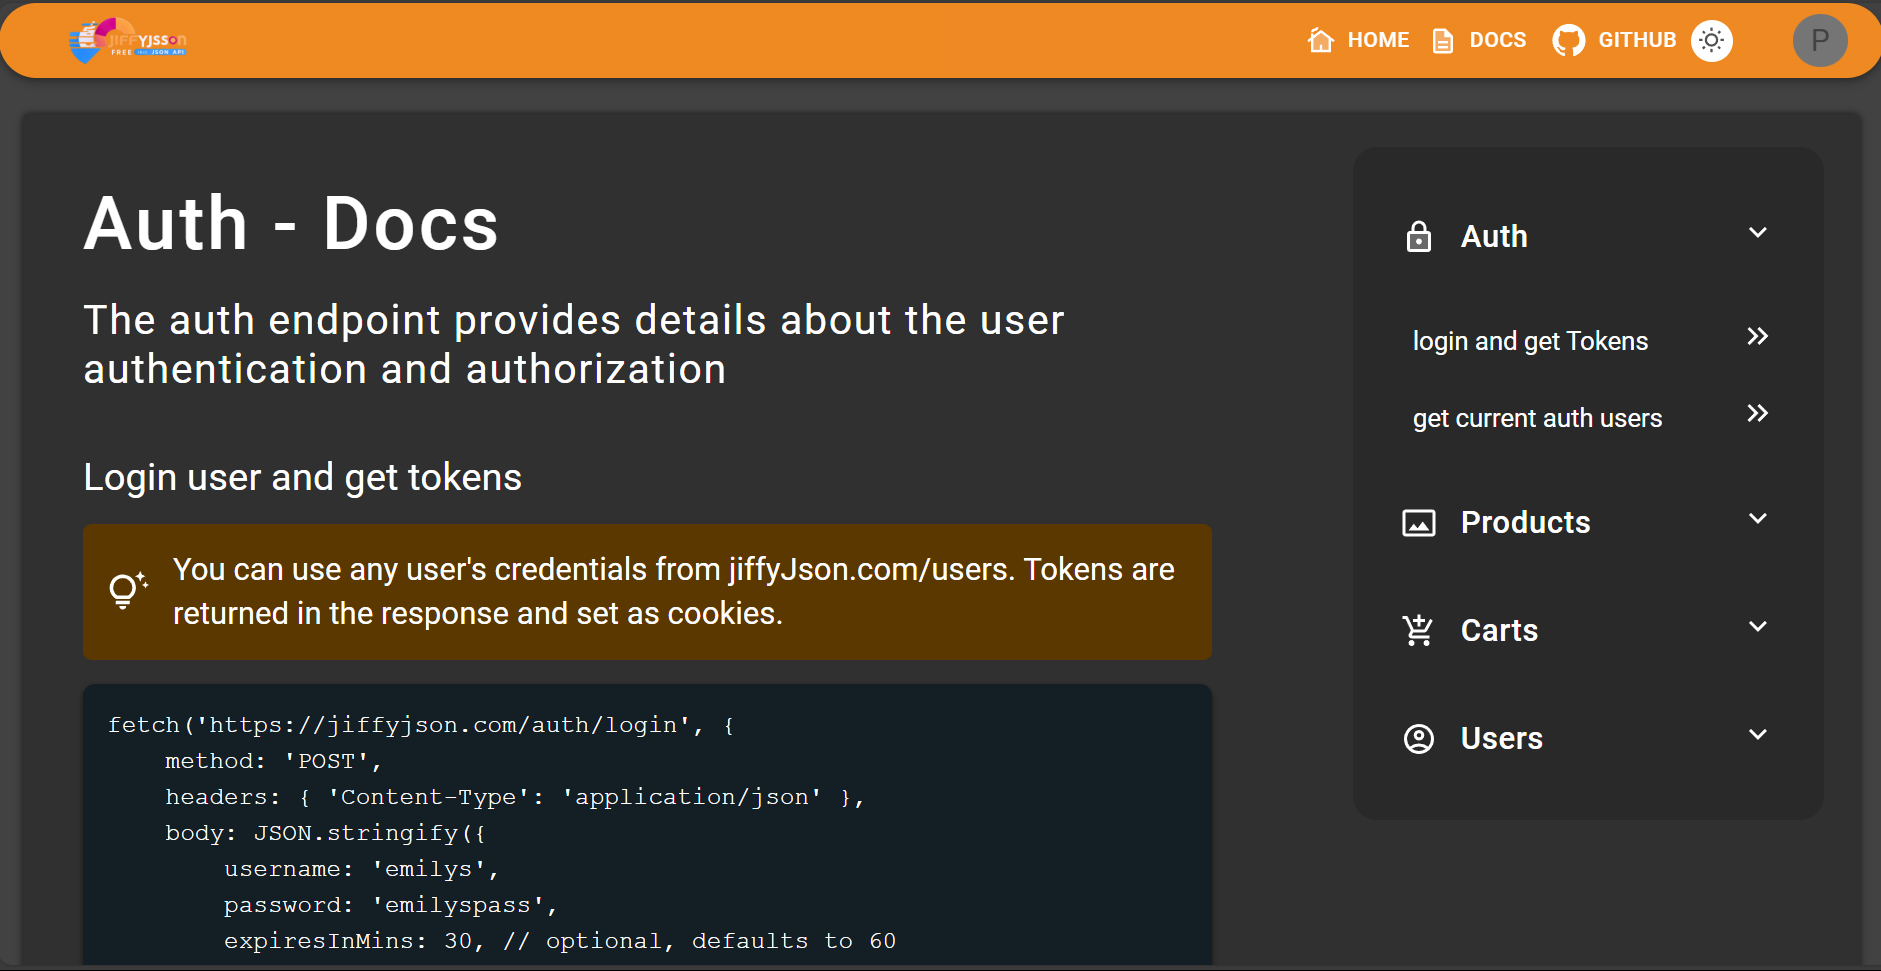 JIFFYJSSON
FREE JSON API
HOME
DOCS
GITHUB
P
Auth - Docs
The auth endpoint provides details about the user
authentication and authorization
Login user and get tokens
You can use any user's credentials from jiffyJson.com/users. Tokens are
returned in the response and set as cookies.
fetch('https://jiffyjson.com/auth/login', {
method: 'POST',
headers: { 'Content-Type': 'application/json' },
body: JSON.stringify({
username: 'emilys',
password: 'emilyspass',
expiresInMins: 30, // optional, defaults to 60
Auth
login and get Tokens
get current auth users
Products
Carts
Users